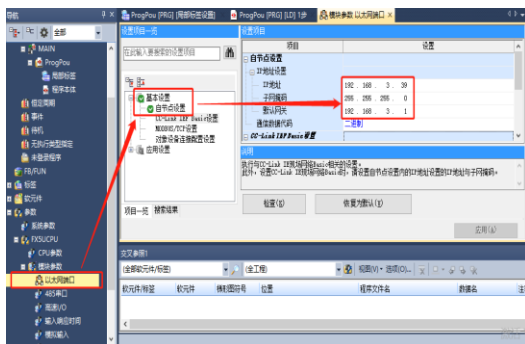 导航
全部
MAIN
ProgPou
局部标签
程序本体
恒定周期
事件
待机
无执行类型指定
未登录程序
FB/FUN
标签
软元件
参数
系统参数
FX5UCPU
CPU参数
模块参数
以太网端口
485串口
高速I/O
输入响应时间
模拟输入
ProgPou [PRG] [局部标签设置]
ProgPou [PRG] [LD] 1步
模块参数 以太网端口
设置项目一览
在此输入要搜索的设置项目
基本设置
自节点设置
CC-Link IEF Basic设置
MODBUS/TCP设置
对象设备连接配置设置
应用设置
项目一览
搜索结果
设置项目
项目
设置
自节点设置
IP地址设置
IP地址
192 . 168 . 3 . 39
子网掩码
255 . 255 . 255 . 0
默认网关
192 . 168 . 3 . 1
通信数据代码
二进制
CC-Link IEF Basic设置
说明
执行与CC-Link IE现场网络Basic相关的设置。
此外，设置CC-Link IE现场网络Basic时，请设置自节点设置内的IP地址设置的IP地址与子网掩码。
检查(K)
恢复为默认(U)
应用(A)
交叉参照1
(全部软元件/标签)
(全工程)
视图(V)
选项(O)...
软元件/标签
软元件
梯形图符号
位置
程序文件名
数据名